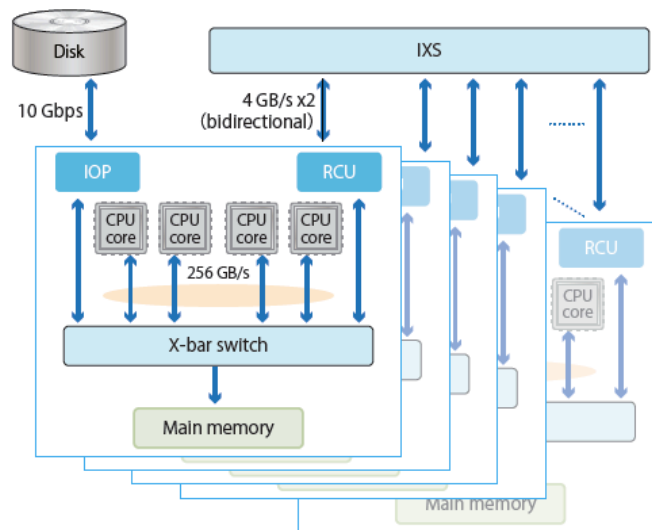 Disk
IXS
10 Gbps
4 GB/s x2
(bidirectional)
IOP
RCU
CPU
core
CPU
core
CPU
core
CPU
core
256 GB/s
X-bar switch
Main memory
RCU
CPU
core
Main memory